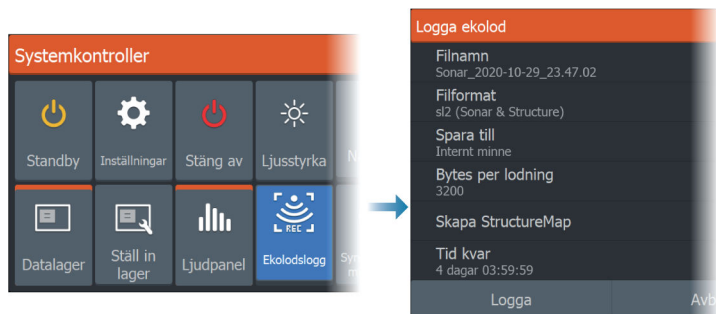 Systemkontroller
Standby
Inställningar
Stäng av
Ljusstyrka
Datalager
Ställ in
lager
Ljudpanel
REC
Ekolodslogg
Logga ekolod
Filnamn
Sonar_2020-10-29_23.47.02
Filformat
sl2 (Sonar & Structure)
Spara till
Internt minne
Bytes per lodning
3200
Skapa StructureMap
Tid kvar
4 dagar 03:59:59
Logga